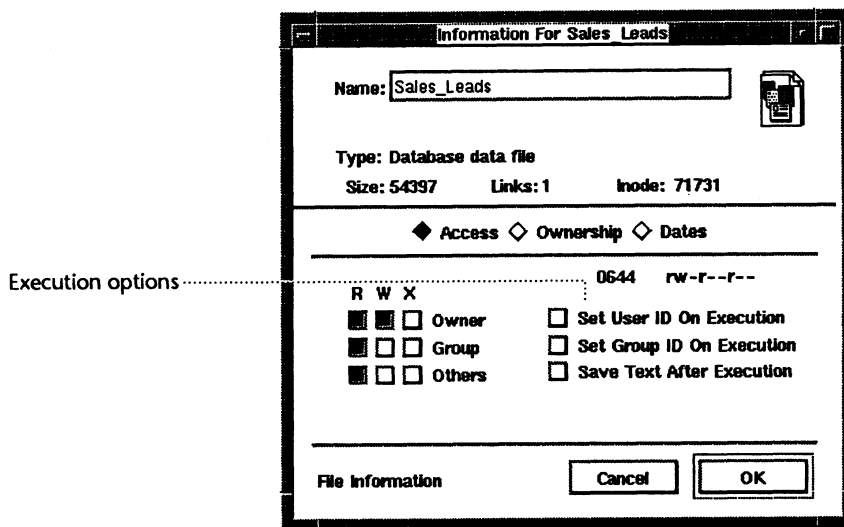 Information For Sales_Leads
Name: Sales_Leads
Type: Database data file
Size: 54397 Links: 1 Inode: 71731
Access Ownership Dates
Execution options
0644 rw-r--r--
R W X
Owner
Group
Others
Set User ID On Execution
Set Group ID On Execution
Save Text After Execution
File Information
Cancel
OK